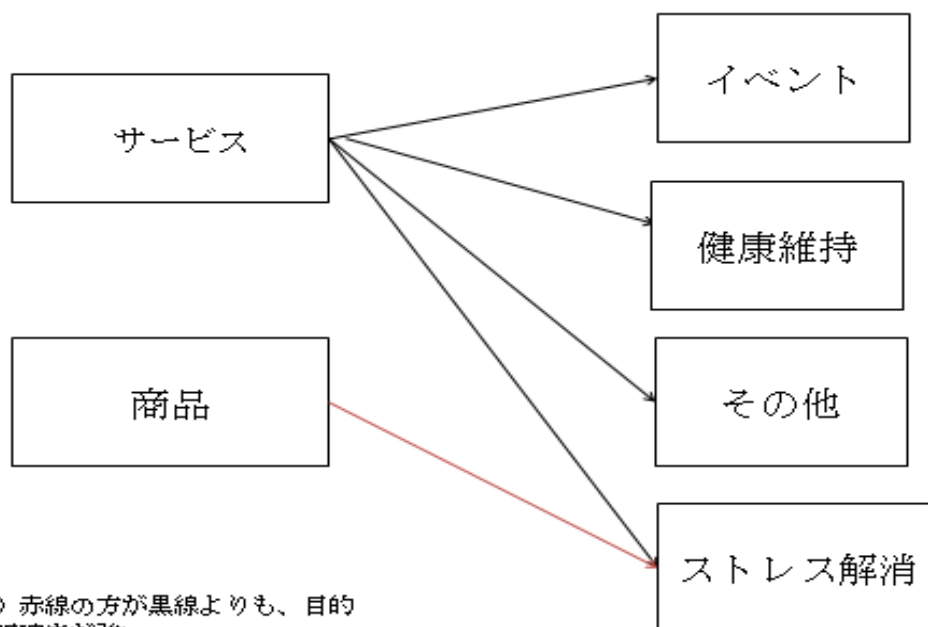 イベント
サービス
健康維持
商品
その他
ストレス解消
赤線の方が黒線よりも、目的